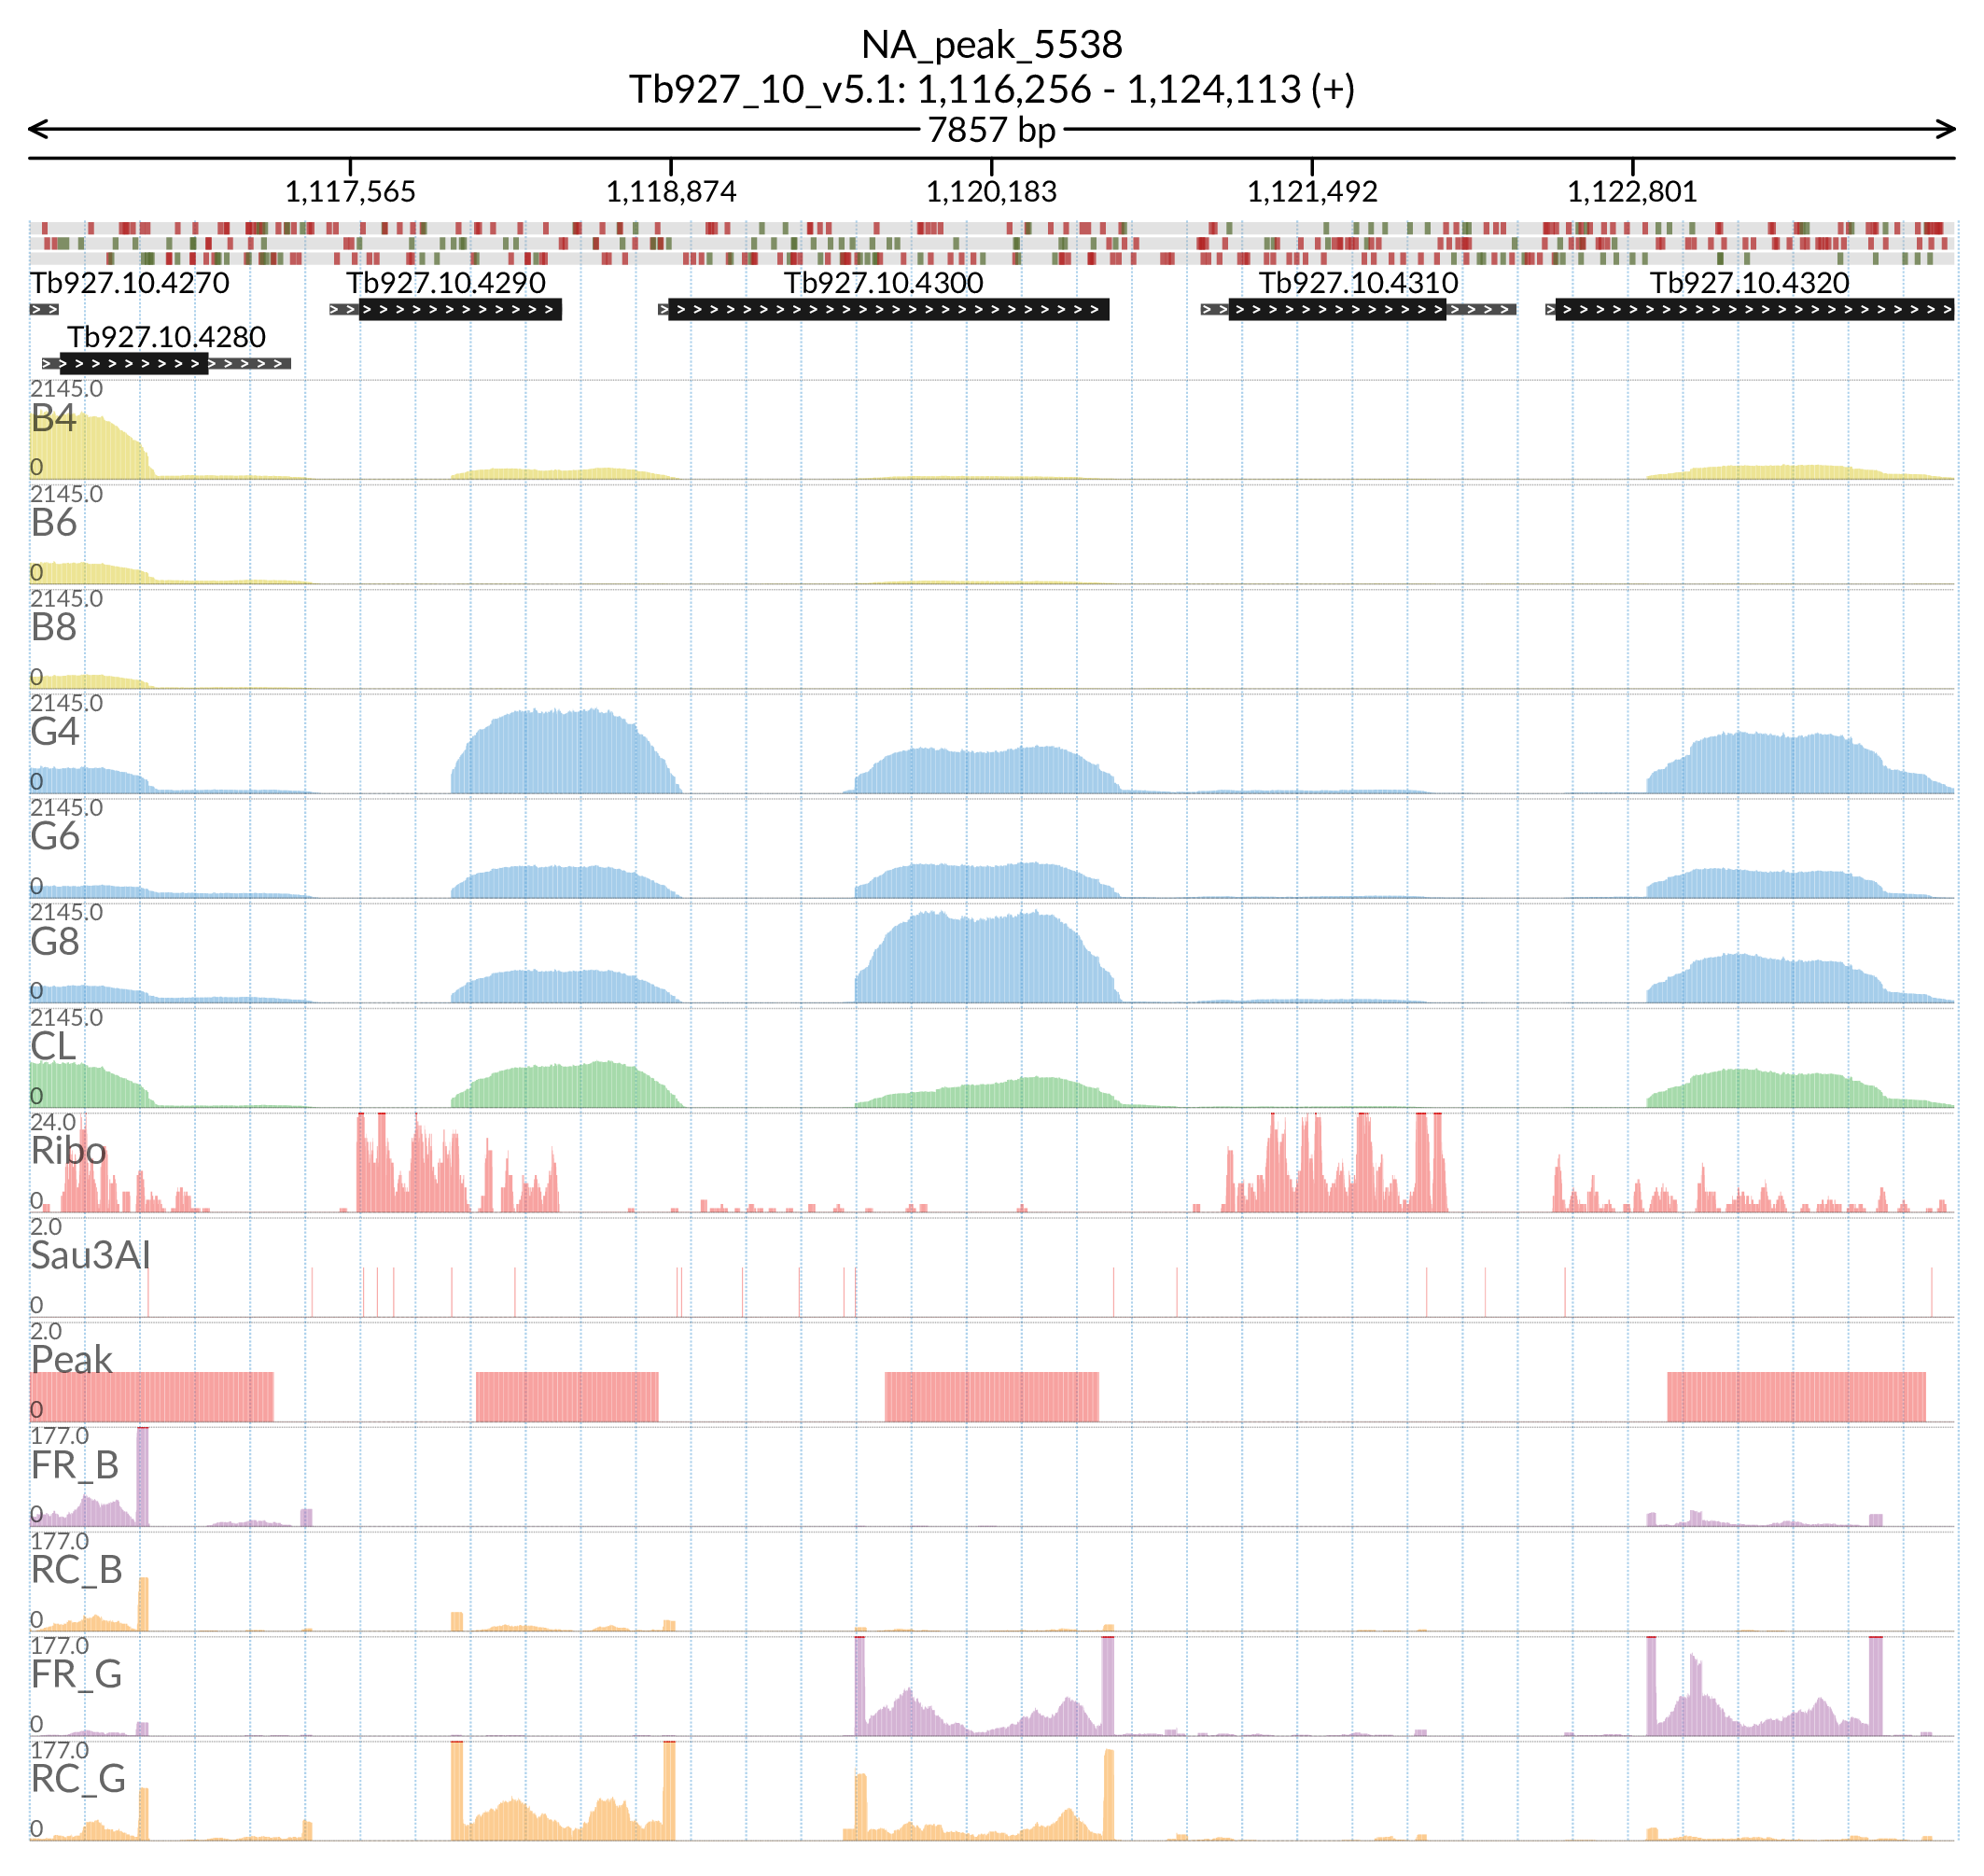 NA_peak_5538
Tb927_10_v5.1: 1,116,256 - 1,124,113 (+)
7857 bp
1,117,565 1,118,874 1,120,183 1,121,492 1,122,801
Tb927.10.4270 Tb927.10.4290 Tb927.10.4300 Tb927.10.4310 Tb927.10.4320
Tb927.10.4280
2145.0
B4
0
2145.0
B6
0
2145.0
B8
0
2145.0
G4
0
2145.0
G6
0
2145.0
G8
0
2145.0
CL
0
24.0
Ribo
0
2.0
Sau3AI
0
2.0
Peak
0
177.0
FR_B
0
177.0
RC_B
0
177.0
FR_G
0
177.0
RC_G
0